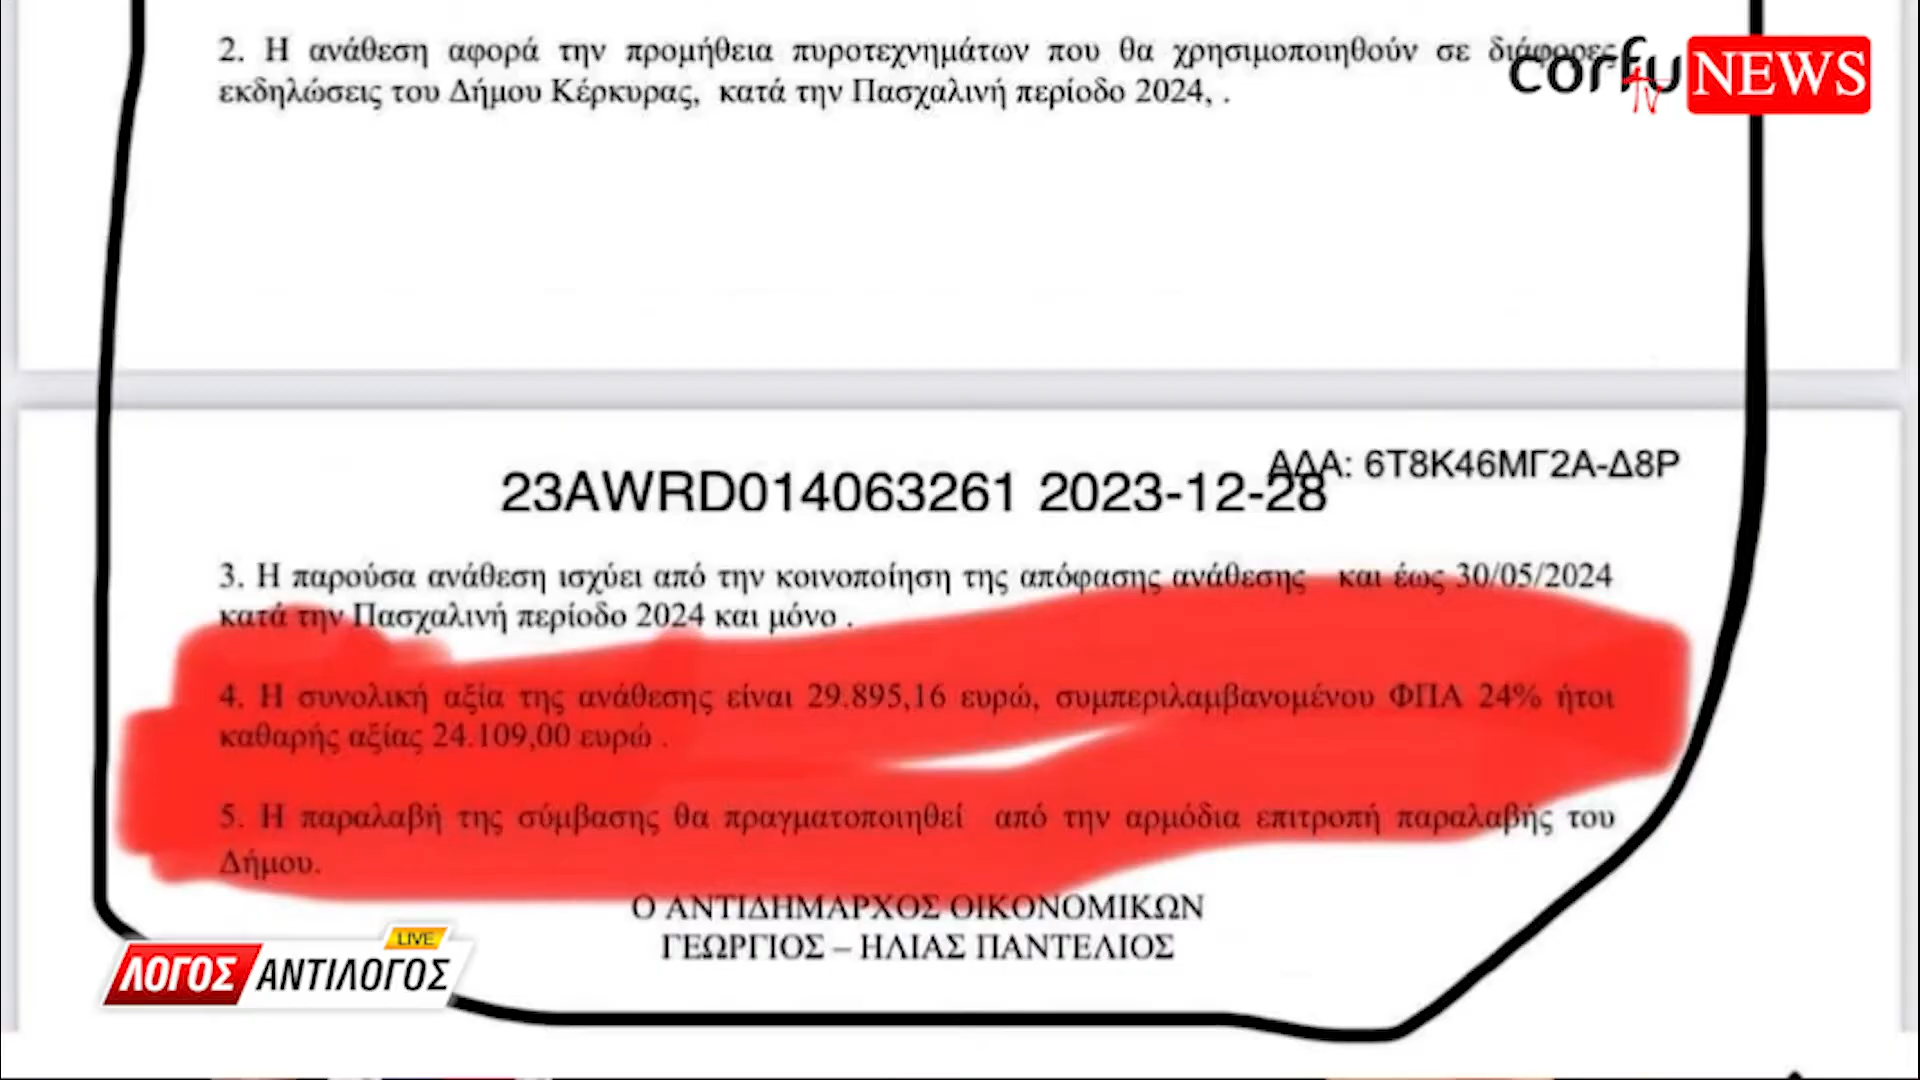 2. Η ανάθεση αφορά την προμήθεια πυροτεχνημάτων που θα χρησιμοποιηθούν σε διάφορες
εκδηλώσεις του Δήμου Κέρκυρας, κατά την Πασχαλινή περίοδο 2024, .
corfu tv NEWS
ΑΔΑ: 6Τ8Κ46ΜΓ2Α-Δ8Ρ
23AWRD014063261 2023-12-28
3. Η παρούσα ανάθεση ισχύει από την κοινοποίηση της απόφασης ανάθεσης και έως 30/05/2024
κατά την Πασχαλινή περίοδο 2024 και μόνο .
4. Η συνολική αξία της ανάθεσης είναι 29.895,16 ευρώ, συμπεριλαμβανομένου ΦΠΑ 24% ήτοι
καθαρής αξίας 24.109,00 ευρώ .
5. Η παραλαβή της σύμβασης θα πραγματοποιηθεί από την αρμόδια επιτροπή παραλαβής του
Δήμου.
Ο ΑΝΤΙΔΗΜΑΡΧΟΣ ΟΙΚΟΝΟΜΙΚΩΝ
ΓΕΩΡΓΙΟΣ – ΗΛΙΑΣ ΠΑΝΤΕΛΙΟΣ
LIVE
ΛΟΓΟΣ ΑΝΤΙΛΟΓΟΣ